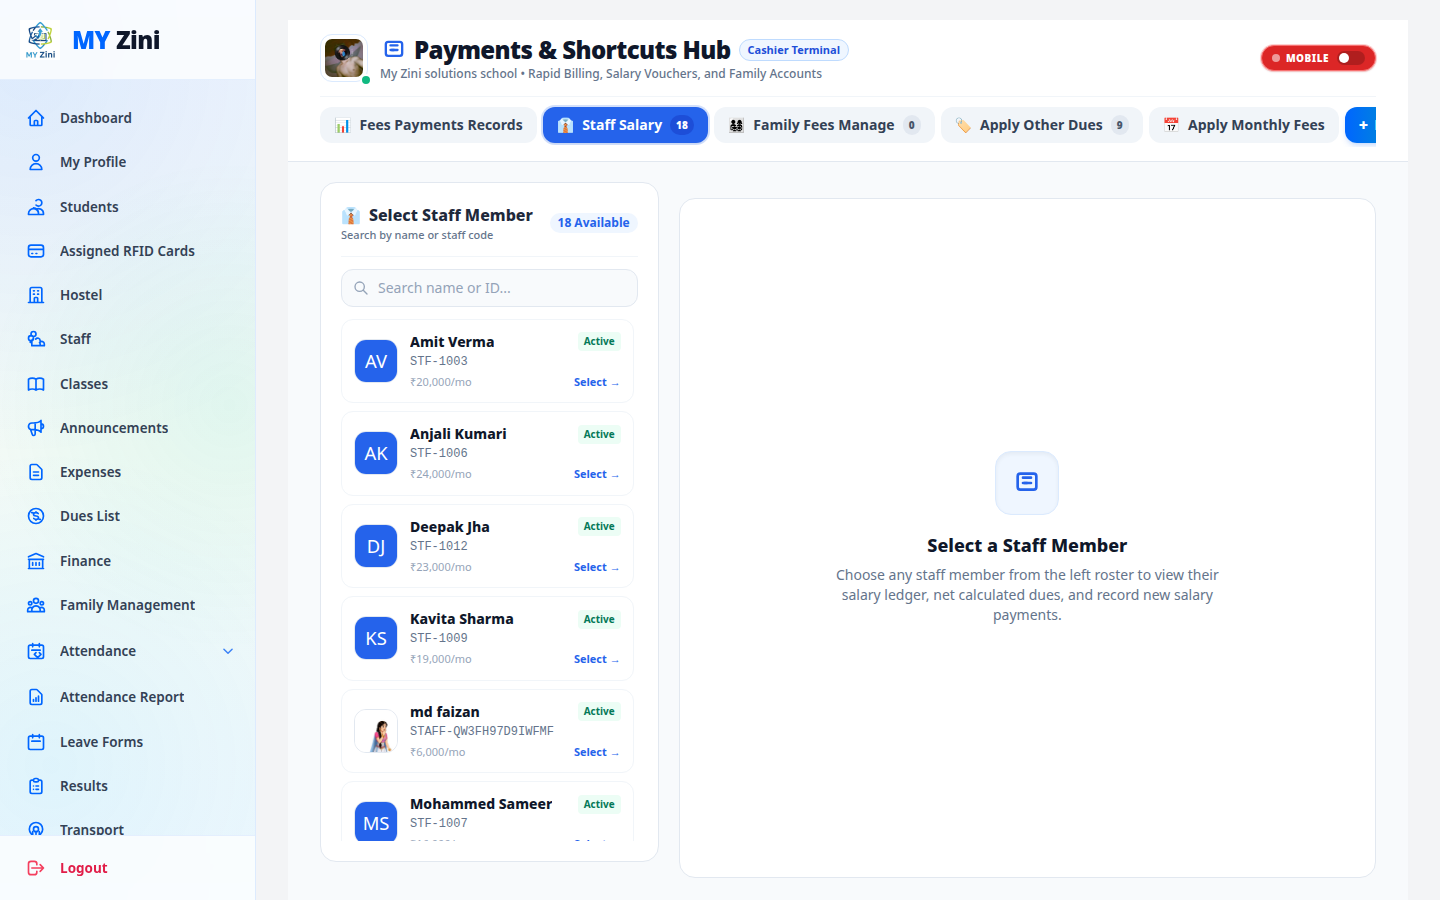 MY Zini
MY Zini
Dashboard
My Profile
Students
Assigned RFID Cards
Hostel
Staff
Classes
Announcements
Expenses
Dues List
Finance
Family Management
Attendance
Attendance Report
Leave Forms
Results
Transport
Logout
Payments & Shortcuts Hub
Cashier Terminal
My Zini solutions school • Rapid Billing, Salary Vouchers, and Family Accounts
MOBILE
Fees Payments Records
Staff Salary 18
Family Fees Manage 0
Apply Other Dues 9
Apply Monthly Fees
+
Select Staff Member
Search by name or staff code
18 Available
Search name or ID...
Amit Verma
Active
STF-1003
₹20,000/mo
Select →
Anjali Kumari
Active
STF-1006
₹24,000/mo
Select →
Deepak Jha
Active
STF-1012
₹23,000/mo
Select →
Kavita Sharma
Active
STF-1009
₹19,000/mo
Select →
md faizan
Active
STAFF-QW3FH97D9IWFMF
₹6,000/mo
Select →
Mohammed Sameer
Active
STF-1007
AV
AK
DJ
KS
MS
Select a Staff Member
Choose any staff member from the left roster to view their
salary ledger, net calculated dues, and record new salary
payments.